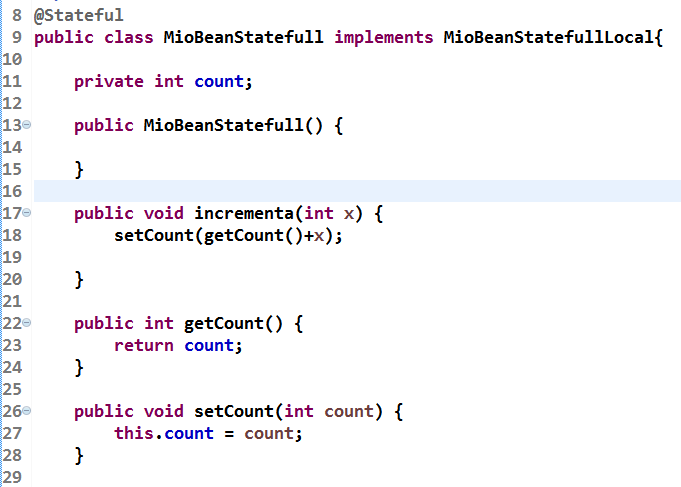 8 @Stateful
9 public class MioBeanStatefull implements MioBeanStatefullLocal{
10
11     private int count;
12
13     public MioBeanStatefull() {
14
15     }
16
17     public void incrementa(int x) {
18         setCount(getCount()+x);
19
20     }
21
22     public int getCount() {
23         return count;
24     }
25
26     public void setCount(int count) {
27         this.count = count;
28     }
29